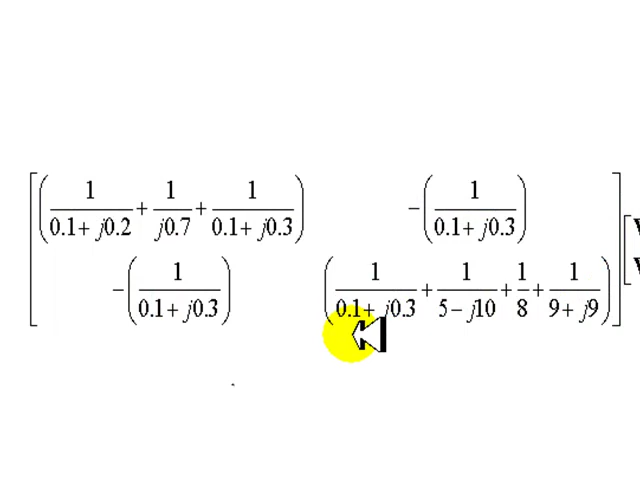 [ (1/(0.1+ j0.2) + 1/(j0.7) + 1/(0.1+ j0.3))   −(1/(0.1+ j0.3)) ] [ V
[ −(1/(0.1+ j0.3))   (1/(0.1+ j0.3) + 1/(5− j10) + 1/8 + 1/(9+ j9)) ] [ V